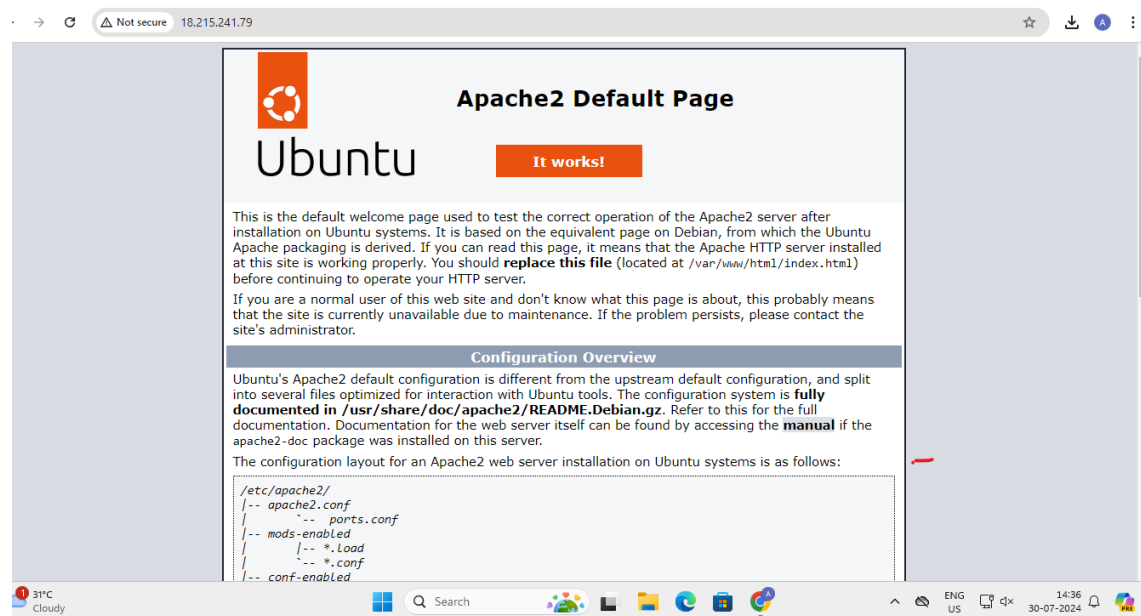 Not secure 18.215.241.79 A
Apache2 Default Page
Ubuntu
It works!
This is the default welcome page used to test the correct operation of the Apache2 server after
installation on Ubuntu systems. It is based on the equivalent page on Debian, from which the Ubuntu
Apache packaging is derived. If you can read this page, it means that the Apache HTTP server installed
at this site is working properly. You should replace this file (located at /var/www/html/index.html)
before continuing to operate your HTTP server.
If you are a normal user of this web site and don't know what this page is about, this probably means
that the site is currently unavailable due to maintenance. If the problem persists, please contact the
site's administrator.
Configuration Overview
Ubuntu's Apache2 default configuration is different from the upstream default configuration, and split
into several files optimized for interaction with Ubuntu tools. The configuration system is fully
documented in /usr/share/doc/apache2/README.Debian.gz. Refer to this for the full
documentation. Documentation for the web server itself can be found by accessing the manual if the
apache2-doc package was installed on this server.
The configuration layout for an Apache2 web server installation on Ubuntu systems is as follows:
/etc/apache2/
|-- apache2.conf
|       `--  ports.conf
|-- mods-enabled
|       |-- *.load
|       `-- *.conf
|-- conf-enabled
1 31°C
Cloudy
Search
ENG
US
14:36
30-07-2024
PRE